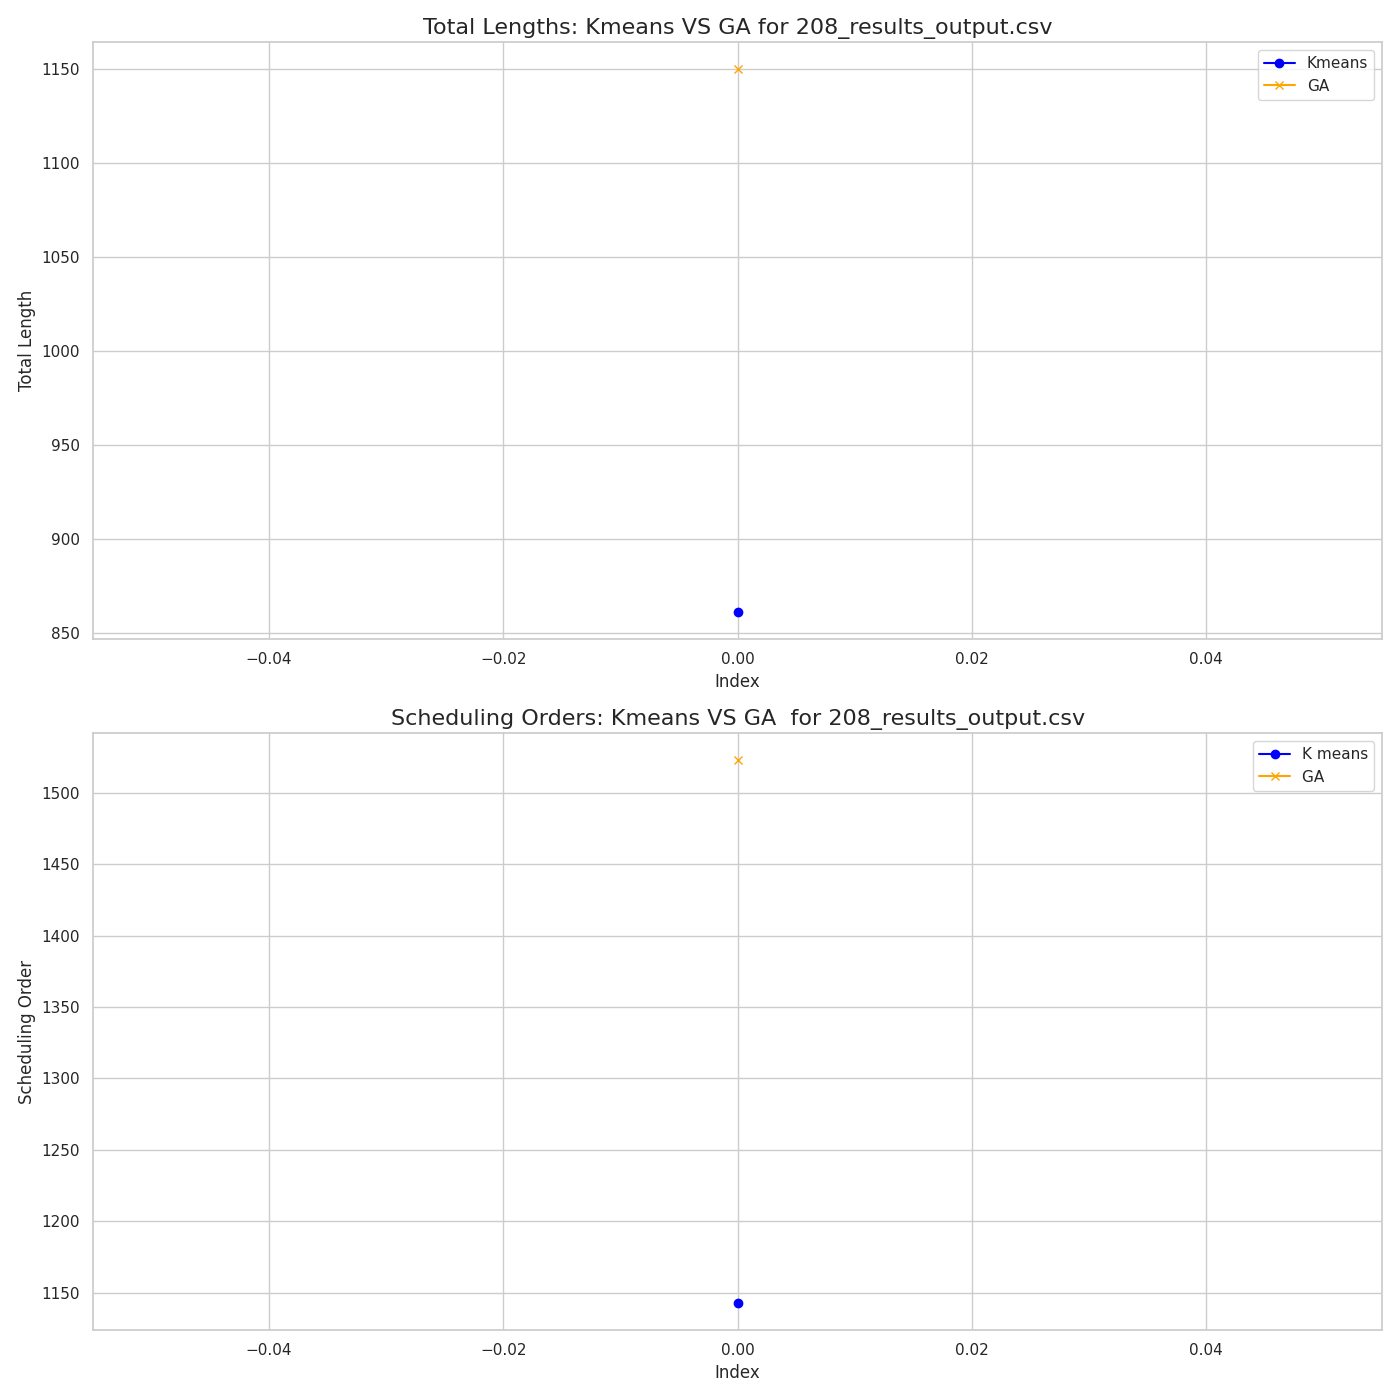 Total Lengths: Kmeans VS GA for 208_results_output.csv
Kmeans
GA
1150
1100
1050
1000
950
900
850
Total Length
−0.04
−0.02
0.00
0.02
0.04
Index
Scheduling Orders: Kmeans VS GA  for 208_results_output.csv
K means
GA
1500
1450
1400
1350
1300
1250
1200
1150
Scheduling Order
−0.04
−0.02
0.00
0.02
0.04
Index